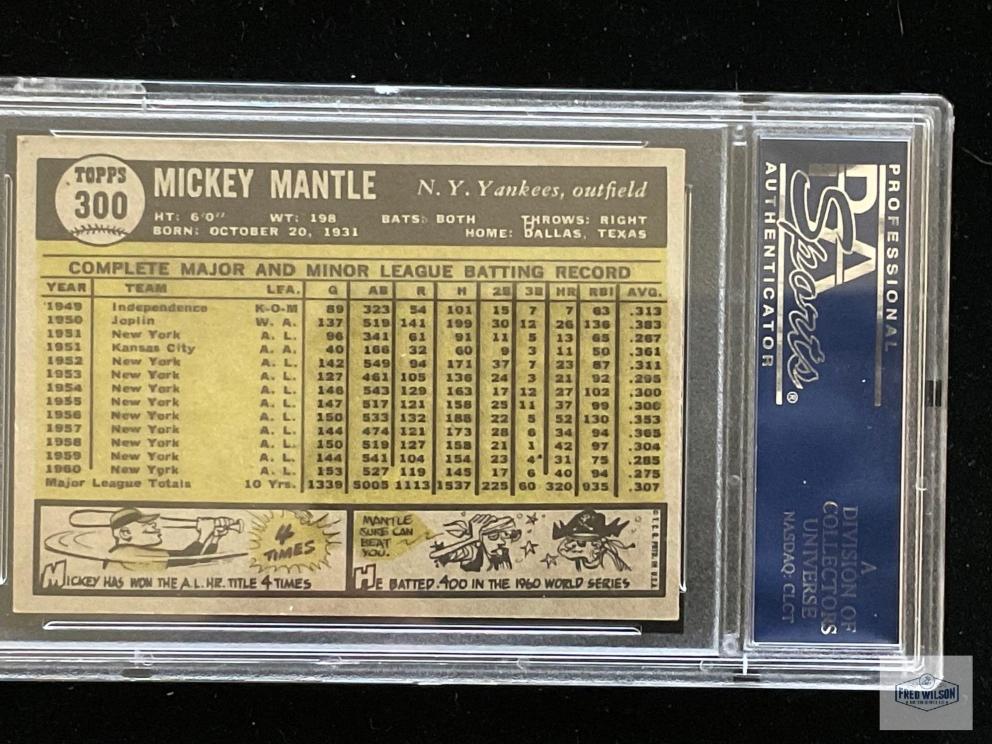 TOPPS
300
MICKEY MANTLE N. Y. Yankees, outfield
HT: 6'0" WT: 198 BATS: BOTH THROWS: RIGHT
BORN: OCTOBER 20, 1931 HOME: DALLAS, TEXAS
COMPLETE MAJOR AND MINOR LEAGUE BATTING RECORD
YEAR TEAM LEA. G AB R H 2B 3B HR RBI AVG.
1949 Independence K-O-M 89 323 54 101 15 7 7 63 .313
1950 Joplin W. A. 137 519 141 199 30 12 26 136 .383
1951 New York A. L. 96 341 61 91 11 5 13 65 .267
1951 Kansas City A. A. 40 166 32 60 9 3 11 50 .361
1952 New York A. L. 142 549 94 171 37 7 23 87 .311
1953 New York A. L. 127 461 105 136 24 3 21 92 .295
1954 New York A. L. 146 543 129 163 17 12 27 102 .300
1955 New York A. L. 147 517 121 158 25 11 37 99 .306
1956 New York A. L. 150 533 132 188 22 5 52 130 .353
1957 New York A. L. 144 474 121 173 28 6 34 94 .365
1958 New York A. L. 150 519 127 158 21 1 42 97 .304
1959 New York A. L. 144 541 104 154 23 4 31 75 .285
1960 New York A. L. 153 527 119 145 17 6 40 94 .275
Major League Totals 10 Yrs. 1339 5005 1113 1537 225 60 320 935 .307
4
TIMES
MICKEY HAS WON THE A.L. HR. TITLE 4 TIMES
MANTLE
SURE CAN
BEAT
YOU.
HE BATTED .400 IN THE 1960 WORLD SERIES
© T.C.G. PRTD. IN U.S.A.
PROFESSIONAL
PSA
Sports®
AUTHENTICATOR
A
DIVISION OF
COLLECTORS
UNIVERSE
NASDAQ: CLCT
FRED WILSON